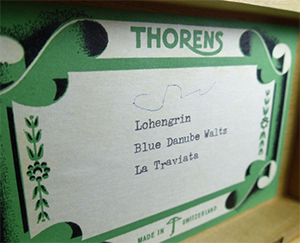 THORENS
Lohengrin
Blue Danube Waltz
La Traviata
MADE IN SWITZERLAND